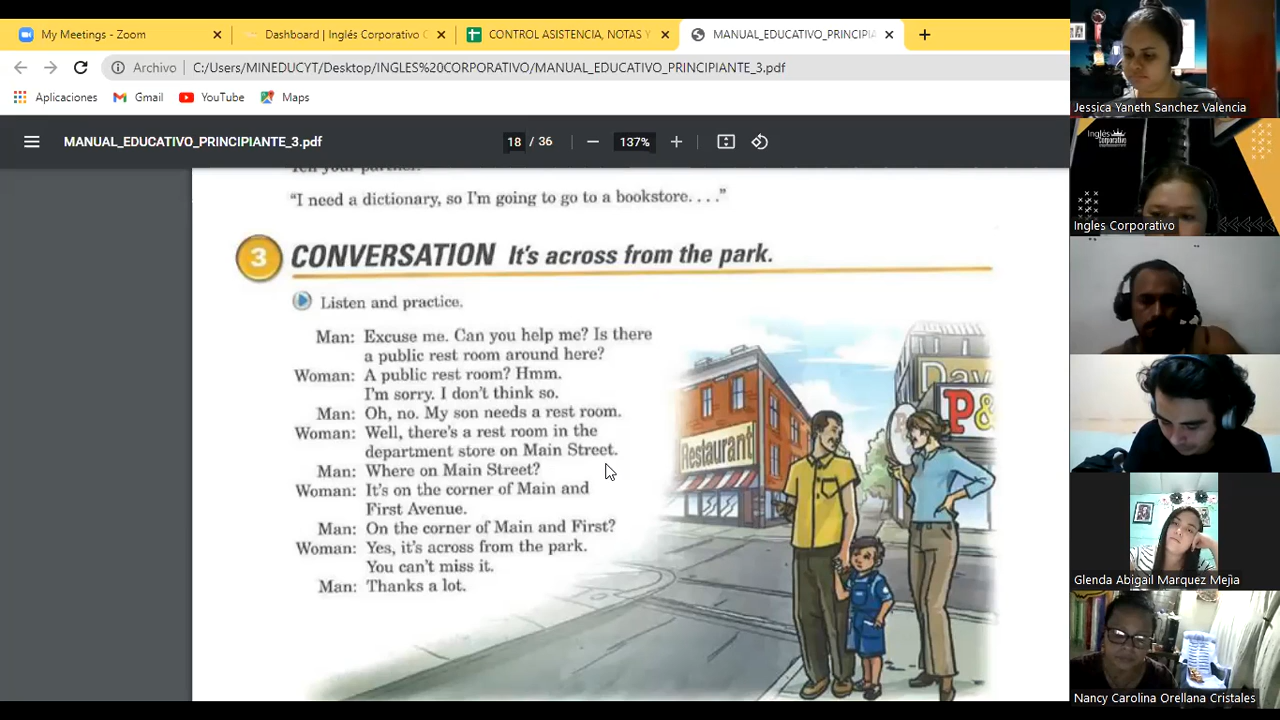 My Meetings - Zoom
Dashboard | Inglés Corporativo C
CONTROL ASISTENCIA, NOTAS Y
MANUAL_EDUCATIVO_PRINCIPIA
Archivo
C:/Users/MINEDUCYT/Desktop/INGLES%20CORPORATIVO/MANUAL_EDUCATIVO_PRINCIPIANTE_3.pdf
Aplicaciones
Gmail
YouTube
Maps
MANUAL_EDUCATIVO_PRINCIPIANTE_3.pdf
18 / 36
137%
Tell your partner.
“I need a dictionary, so I'm going to go to a bookstore. . . .”
3 CONVERSATION It's across from the park.
Listen and practice.
Man: Excuse me. Can you help me? Is there
a public rest room around here?
Woman: A public rest room? Hmm.
I'm sorry. I don't think so.
Man: Oh, no. My son needs a rest room.
Woman: Well, there's a rest room in the
department store on Main Street.
Man: Where on Main Street?
Woman: It's on the corner of Main and
First Avenue.
Man: On the corner of Main and First?
Woman: Yes, it's across from the park.
You can't miss it.
Man: Thanks a lot.
Restaurant
Dav
P&
Jessica Yaneth Sanchez Valencia
Inglés
Corporativo
Ingles Corporativo
Glenda Abigail Marquez Mejia
Nancy Carolina Orellana Cristales